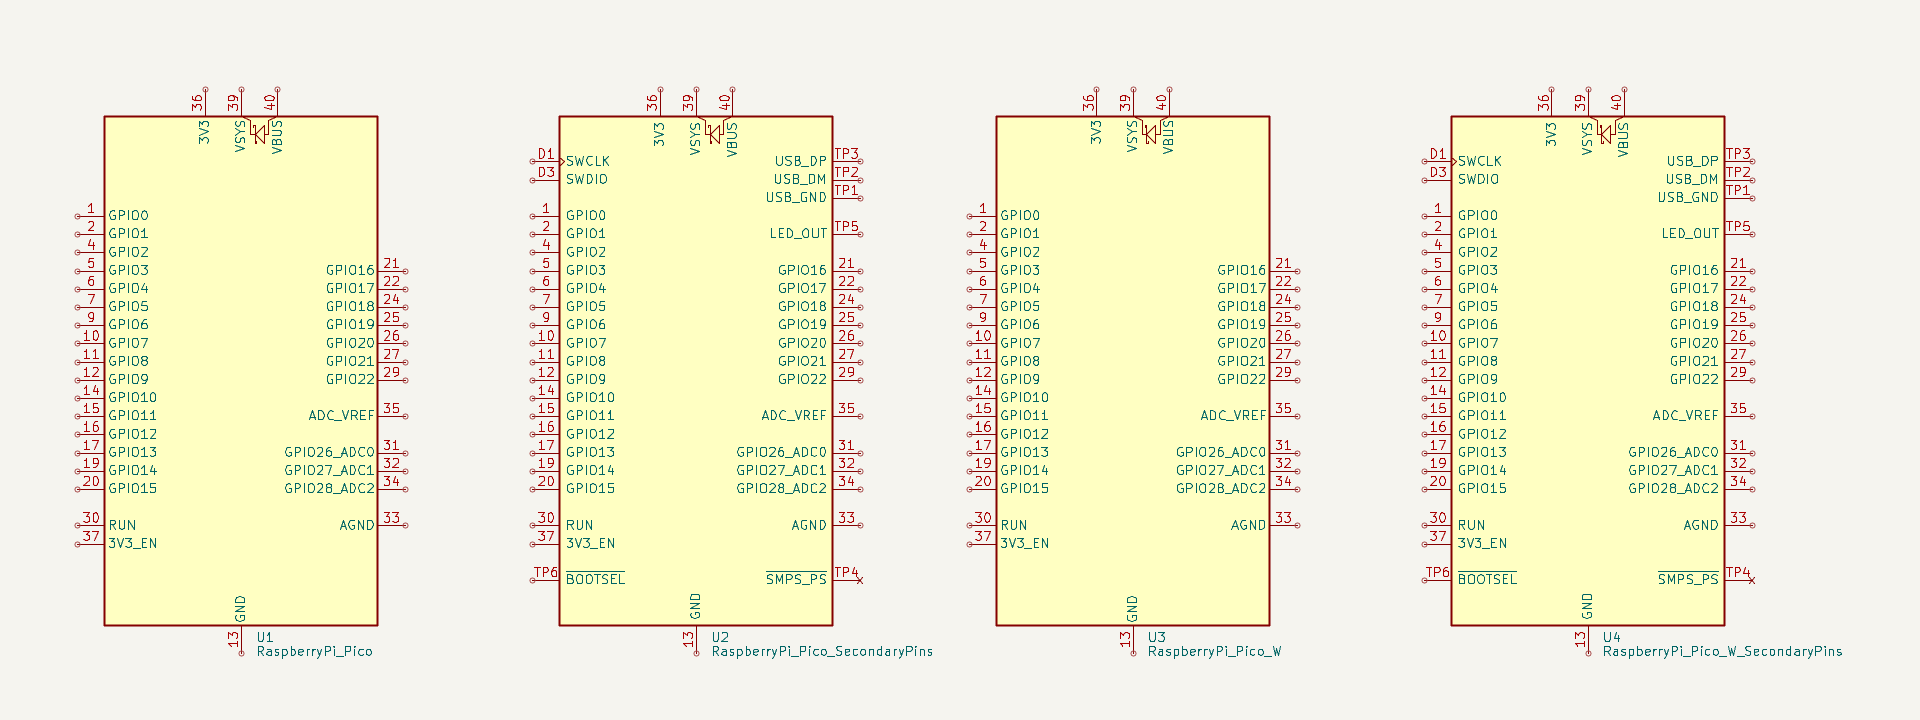 36 39 40
3V3 VSYS VBUS
1 GPIO0
2 GPIO1
4 GPIO2
5 GPIO3 GPIO16 21
6 GPIO4 GPIO17 22
7 GPIO5 GPIO18 24
9 GPIO6 GPIO19 25
10 GPIO7 GPIO20 26
11 GPIO8 GPIO21 27
12 GPIO9 GPIO22 29
14 GPIO10
15 GPIO11 ADC_VREF 35
16 GPIO12
17 GPIO13 GPIO26_ADC0 31
19 GPIO14 GPIO27_ADC1 32
20 GPIO15 GPIO28_ADC2 34
30 RUN AGND 33
37 3V3_EN
GND
13
U1
RaspberryPi_Pico
36 39 40
3V3 VSYS VBUS
D1 SWCLK USB_DP TP3
D3 SWDIO USB_DM TP2
USB_GND TP1
1 GPIO0
2 GPIO1 LED_OUT TP5
4 GPIO2
5 GPIO3 GPIO16 21
6 GPIO4 GPIO17 22
7 GPIO5 GPIO18 24
9 GPIO6 GPIO19 25
10 GPIO7 GPIO20 26
11 GPIO8 GPIO21 27
12 GPIO9 GPIO22 29
14 GPIO10
15 GPIO11 ADC_VREF 35
16 GPIO12
17 GPIO13 GPIO26_ADC0 31
19 GPIO14 GPIO27_ADC1 32
20 GPIO15 GPIO28_ADC2 34
30 RUN AGND 33
37 3V3_EN
TP6 BOOTSEL SMPS_PS TP4
GND
13
U2
RaspberryPi_Pico_SecondaryPins
36 39 40
3V3 VSYS VBUS
1 GPIO0
2 GPIO1
4 GPIO2
5 GPIO3 GPIO16 21
6 GPIO4 GPIO17 22
7 GPIO5 GPIO18 24
9 GPIO6 GPIO19 25
10 GPIO7 GPIO20 26
11 GPIO8 GPIO21 27
12 GPIO9 GPIO22 29
14 GPIO10
15 GPIO11 ADC_VREF 35
16 GPIO12
17 GPIO13 GPIO26_ADC0 31
19 GPIO14 GPIO27_ADC1 32
20 GPIO15 GPIO28_ADC2 34
30 RUN AGND 33
37 3V3_EN
GND
13
U3
RaspberryPi_Pico_W
36 39 40
3V3 VSYS VBUS
D1 SWCLK USB_DP TP3
D3 SWDIO USB_DM TP2
USB_GND TP1
1 GPIO0
2 GPIO1 LED_OUT TP5
4 GPIO2
5 GPIO3 GPIO16 21
6 GPIO4 GPIO17 22
7 GPIO5 GPIO18 24
9 GPIO6 GPIO19 25
10 GPIO7 GPIO20 26
11 GPIO8 GPIO21 27
12 GPIO9 GPIO22 29
14 GPIO10
15 GPIO11 ADC_VREF 35
16 GPIO12
17 GPIO13 GPIO26_ADC0 31
19 GPIO14 GPIO27_ADC1 32
20 GPIO15 GPIO28_ADC2 34
30 RUN AGND 33
37 3V3_EN
TP6 BOOTSEL SMPS_PS TP4
GND
13
U4
RaspberryPi_Pico_W_SecondaryPins